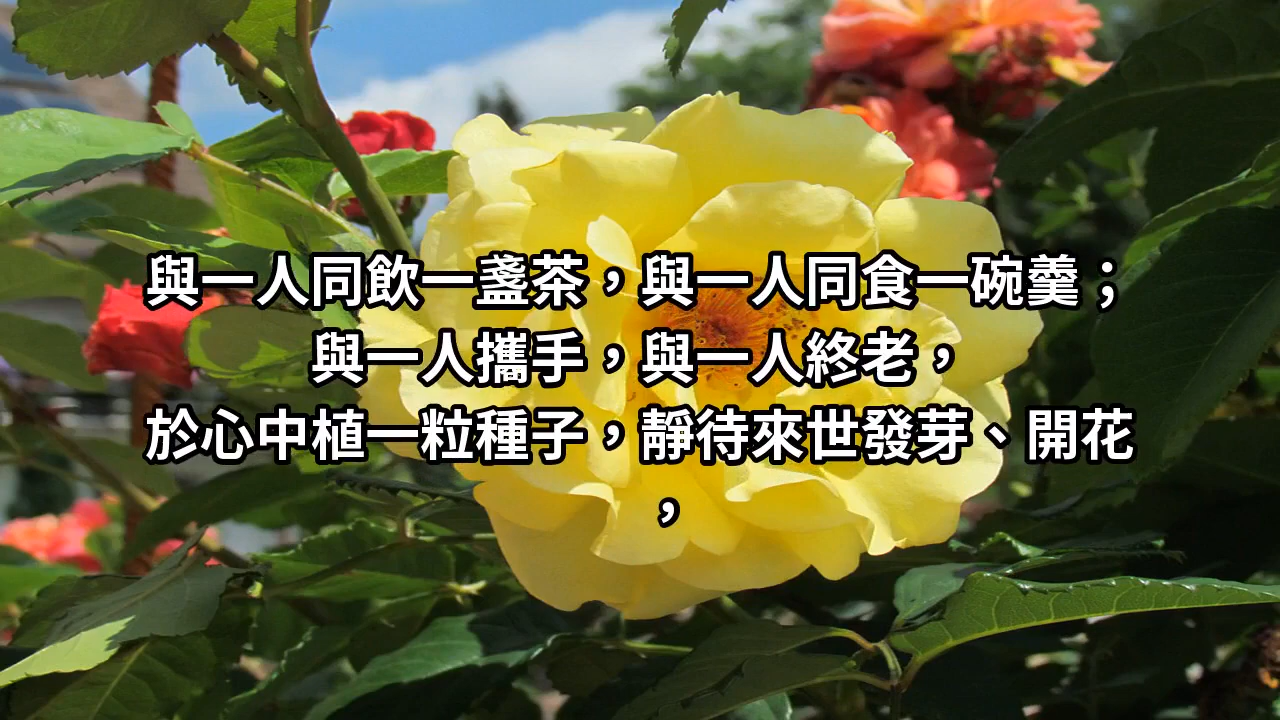 與一人同飲一盞茶，與一人同食一碗羹；
與一人攜手，與一人終老，
於心中植一粒種子，靜待來世發芽、開花
，